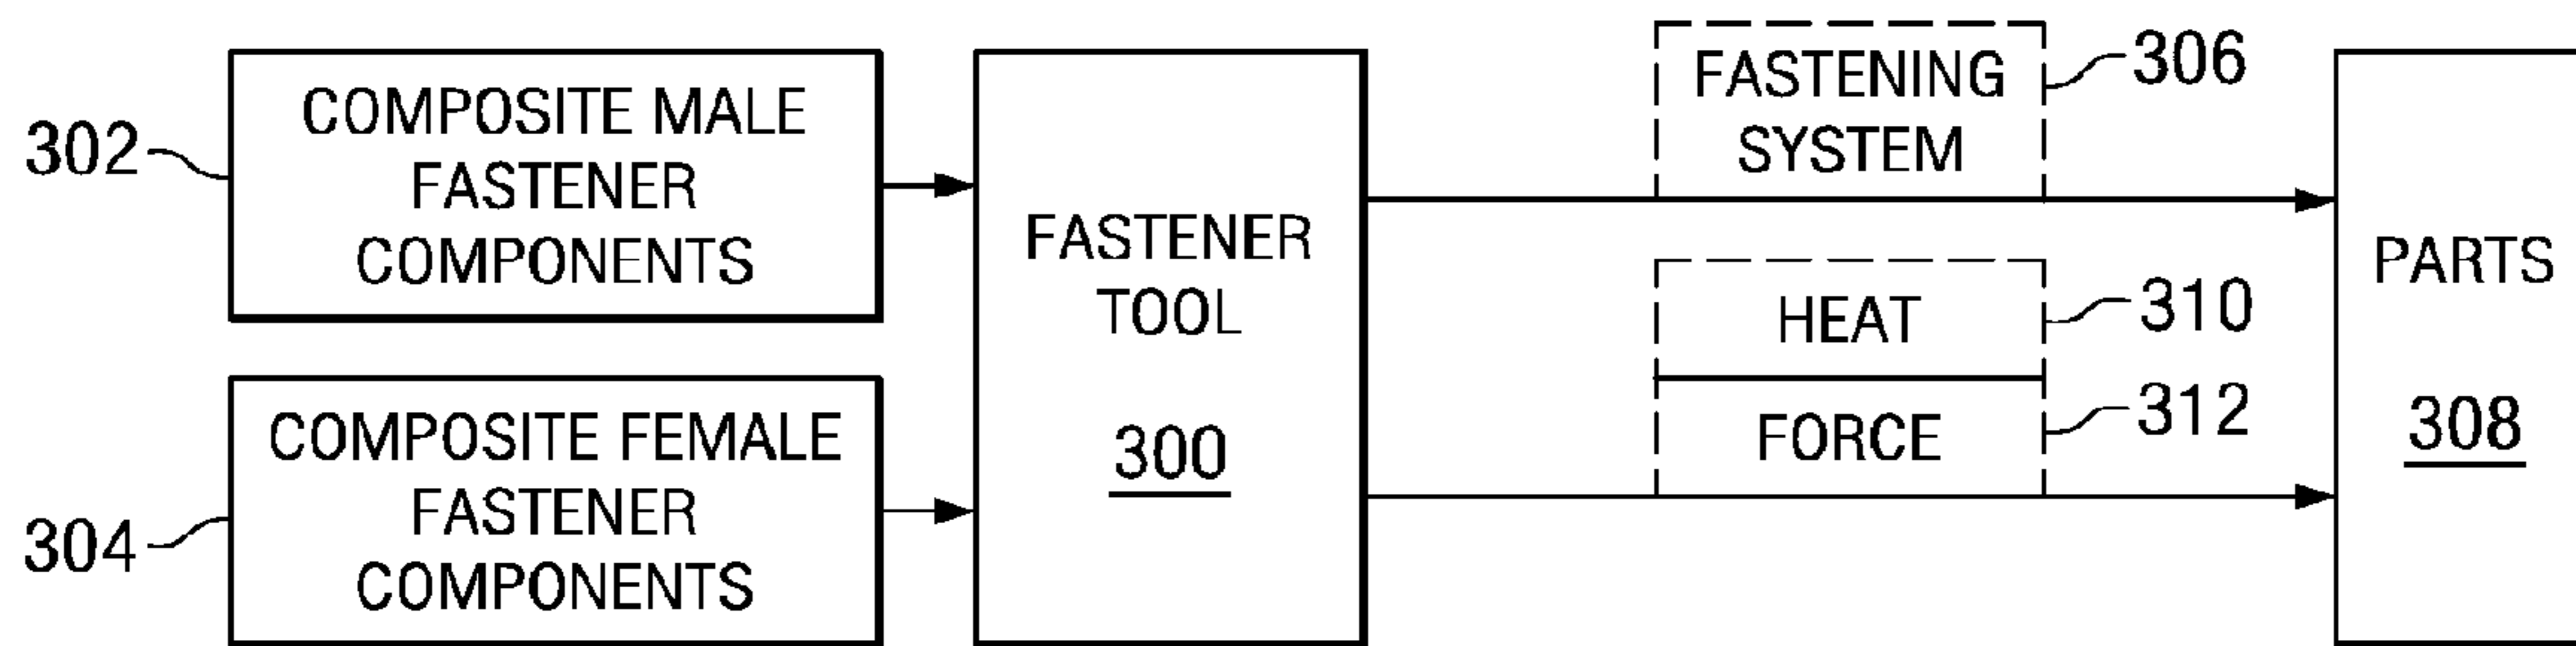 302
COMPOSITE MALE
FASTENER
COMPONENTS
304
COMPOSITE FEMALE
FASTENER
COMPONENTS
FASTENER
TOOL
300
FASTENING
SYSTEM
306
HEAT
310
FORCE
312
PARTS
308